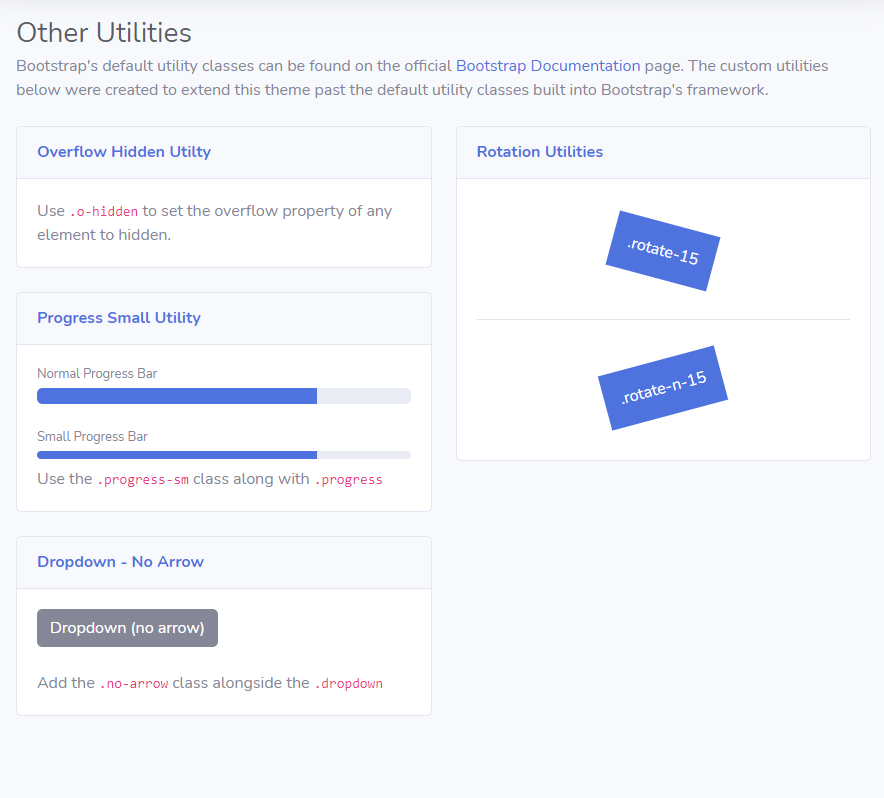 Other Utilities
Bootstrap's default utility classes can be found on the official Bootstrap Documentation page. The custom utilities
below were created to extend this theme past the default utility classes built into Bootstrap's framework.
Overflow Hidden Utilty
Use .o-hidden to set the overflow property of any
element to hidden.
Progress Small Utility
Normal Progress Bar
Small Progress Bar
Use the .progress-sm class along with .progress
Dropdown - No Arrow
Dropdown (no arrow)
Add the .no-arrow class alongside the .dropdown
Rotation Utilities
.rotate-15
.rotate-n-15